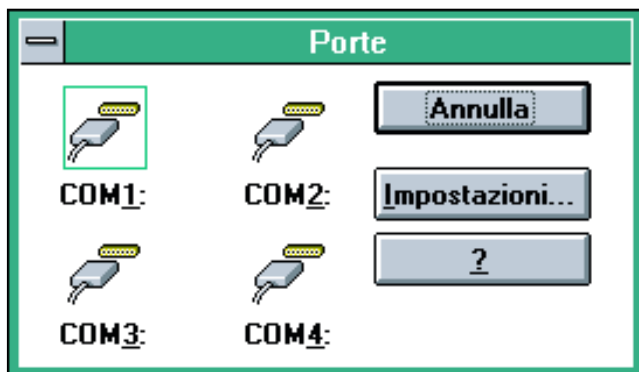 Porte
COM1:
COM2:
COM3:
COM4:
Annulla
Impostazioni...
?